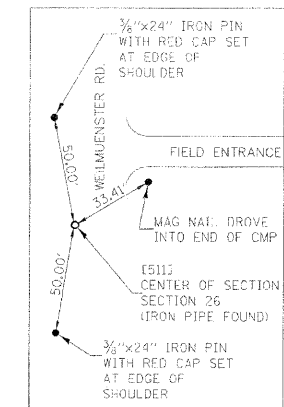 3/8"x24" IRON PIN
WITH RED CAP SET
AT EDGE OF
SHOULDER
WEILMUENSTER RD.
FIELD ENTRANCE
50.00'
33.41'
MAG NAIL DROVE
INTO END OF CMP
[511]
CENTER OF SECTION
SECTION 26
(IRON PIPE FOUND)
50.00'
3/8"x24" IRON PIN
WITH RED CAP SET
AT EDGE OF
SHOULDER